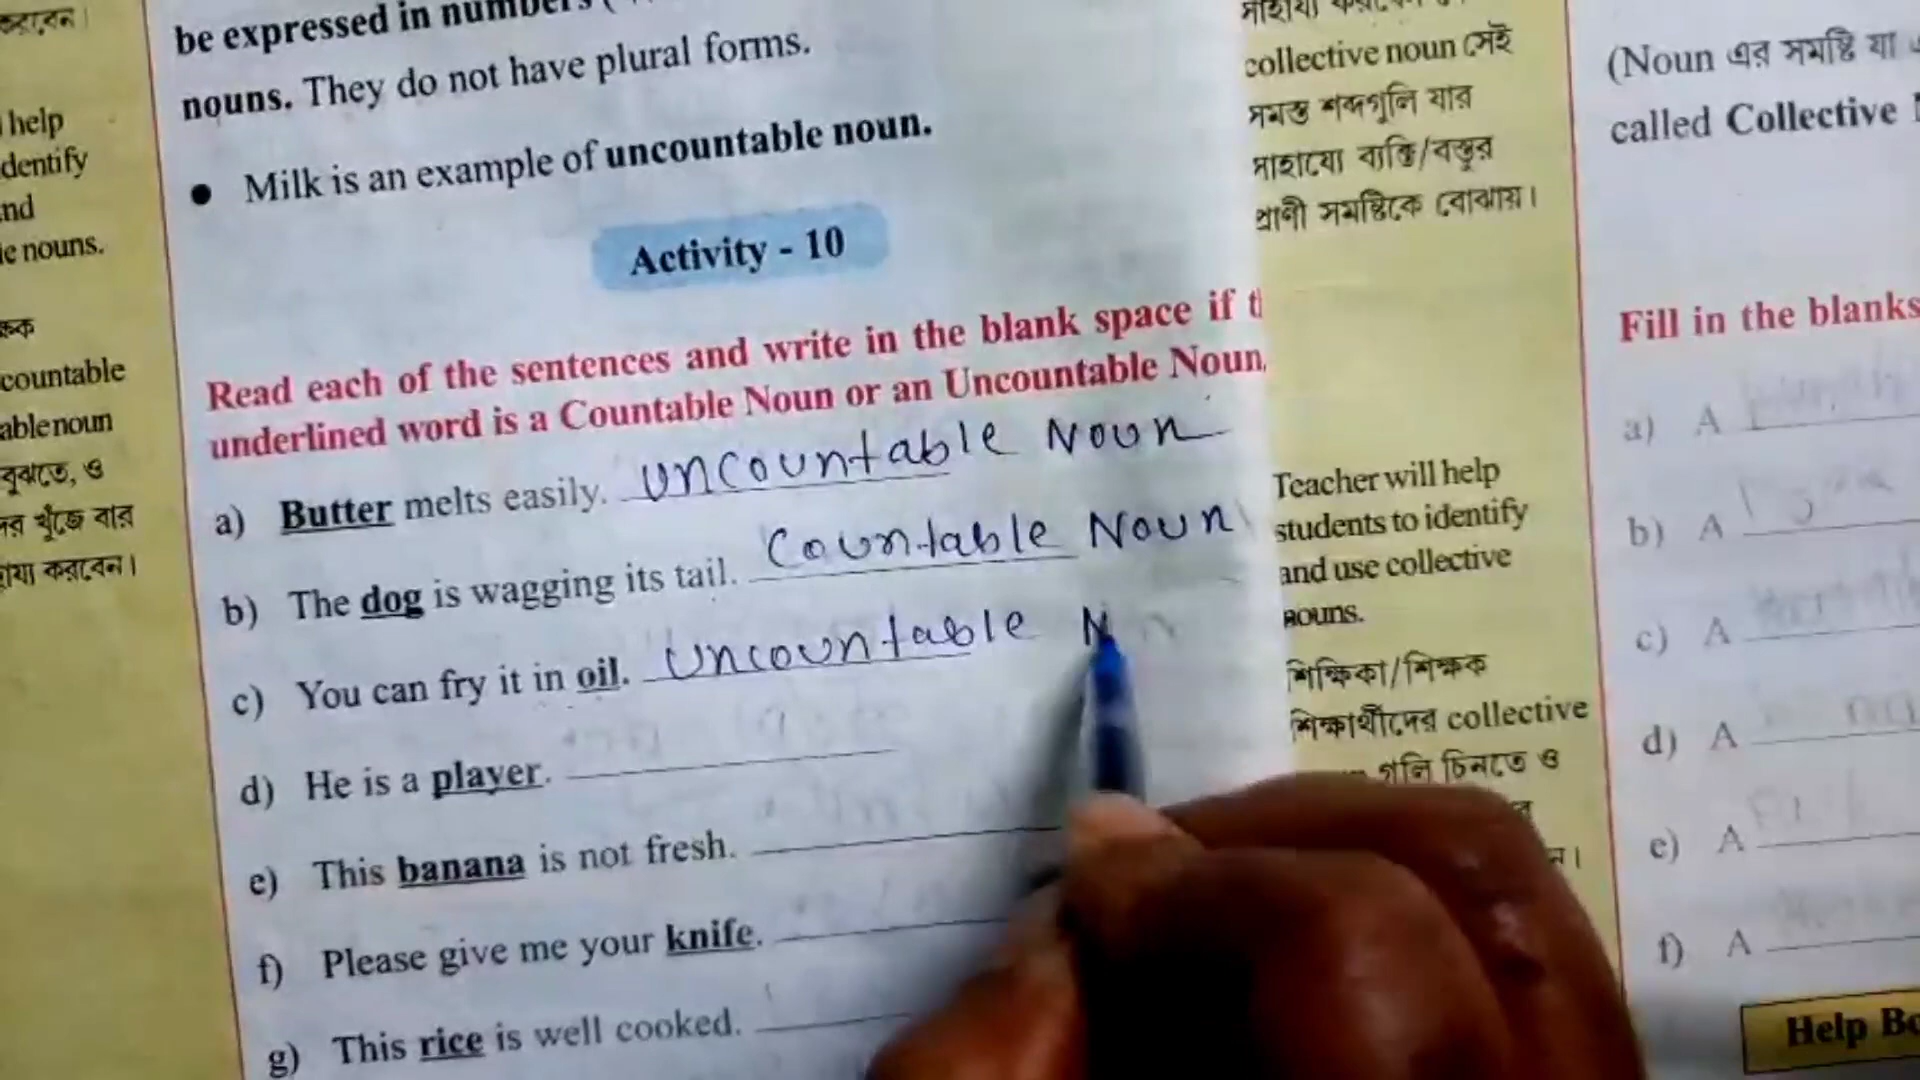 করাবেন।
help
dentify
nd
nouns.
countable
able noun
বুঝতে, ও
খুঁজে বার
করাবেন।
be expressed in numbers
nouns. They do not have plural forms.
● Milk is an example of uncountable noun.
Activity - 10
Read each of the sentences and write in the blank space if t
underlined word is a Countable Noun or an Uncountable Noun.
a) Butter melts easily. Uncountable Noun
b) The dog is wagging its tail. Countable Noun
c) You can fry it in oil. Uncountable N
d) He is a player.
e) This banana is not fresh.
f) Please give me your knife.
g) This rice is well cooked.
collective noun সেই
সমস্ত শব্দগুলি যার
সাহায্যে ব্যক্তি/বস্তুর
প্রাণী সমষ্টিকে বোঝায়।
Teacher will help
students to identify
and use collective
nouns.
শিক্ষিকা/শিক্ষক
শিক্ষার্থীদের collective
চিনতে ও
(Noun এর সমষ্টি যা
called Collective
Fill in the blanks
a) A
b) A
c) A
d) A
e) A
f) A
Help Bo